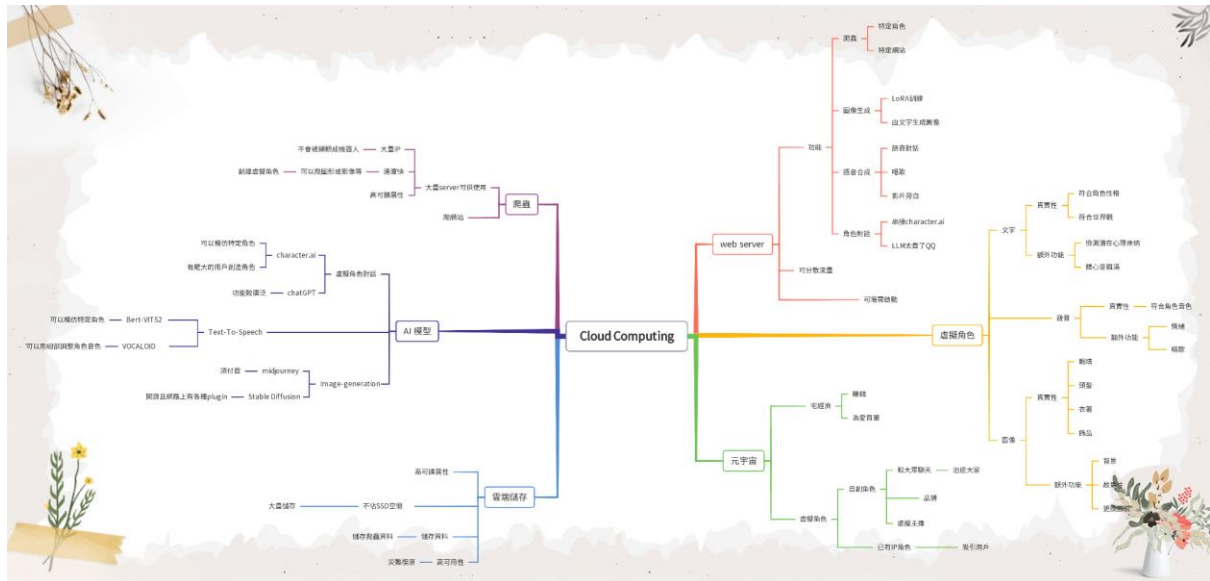 Cloud Computing
爬蟲
大量server可供使用
大量IP
不會被歸類成機器人
速度快
可以爬圖形或影像等
創建虛擬角色
高可擴展性
爬網站
AI 模型
虛擬角色對話
character.ai
可以模仿特定角色
有龐大的用戶創造角色
chatGPT
功能較廣泛
Text-To-Speech
Bert-VITS2
可以模仿特定角色
VOCALOID
可以用細部調整角色音色
Image-generation
midjourney
須付費
Stable Diffusion
開源且網路上有各種plugin
雲端儲存
高可擴展性
不佔SSD空間
大量儲存
儲存資料
儲存爬蟲資料
高可用性
災難復原
web server
功能
爬蟲
特定角色
特定網站
圖像生成
LoRA訓練
由文字生成圖像
語音合成
語音對話
唱歌
影片旁白
角色對話
串接character.ai
LLM太貴了QQ
可分散流量
可隨需啟動
虛擬角色
文字
真實性
符合角色性格
符合世界觀
額外功能
檢測潛在心理疾病
關心靈雞湯
語音
真實性
符合角色音色
額外功能
情緒
唱歌
圖像
真實性
眼睛
頭髮
衣著
飾品
額外功能
背景
元宇宙
宅經濟
賺錢
為愛買單
虛擬角色
自創角色
和大眾聊天
治癒大家
品牌
虛擬主播
已有IP角色
吸引用戶